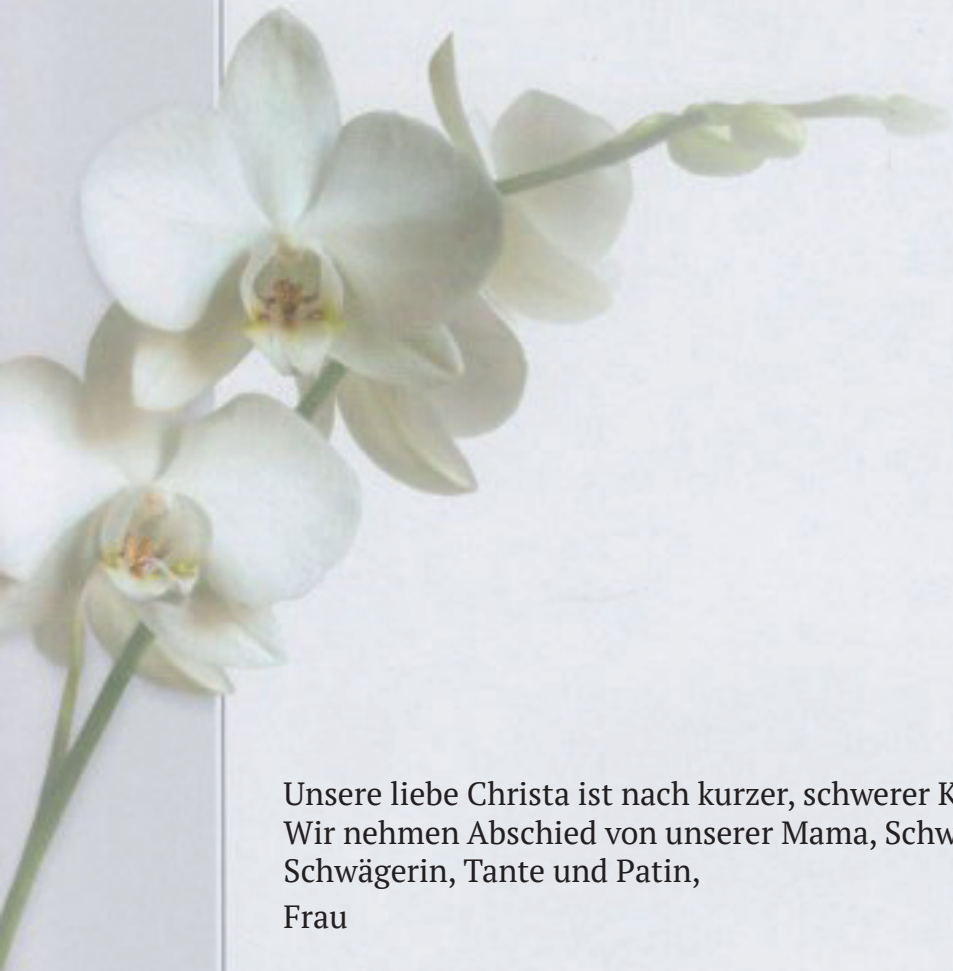 Unsere liebe Christa ist nach kurzer, schwerer
Wir nehmen Abschied von unserer Mama,
Schwägerin, Tante und Patin,
Frau